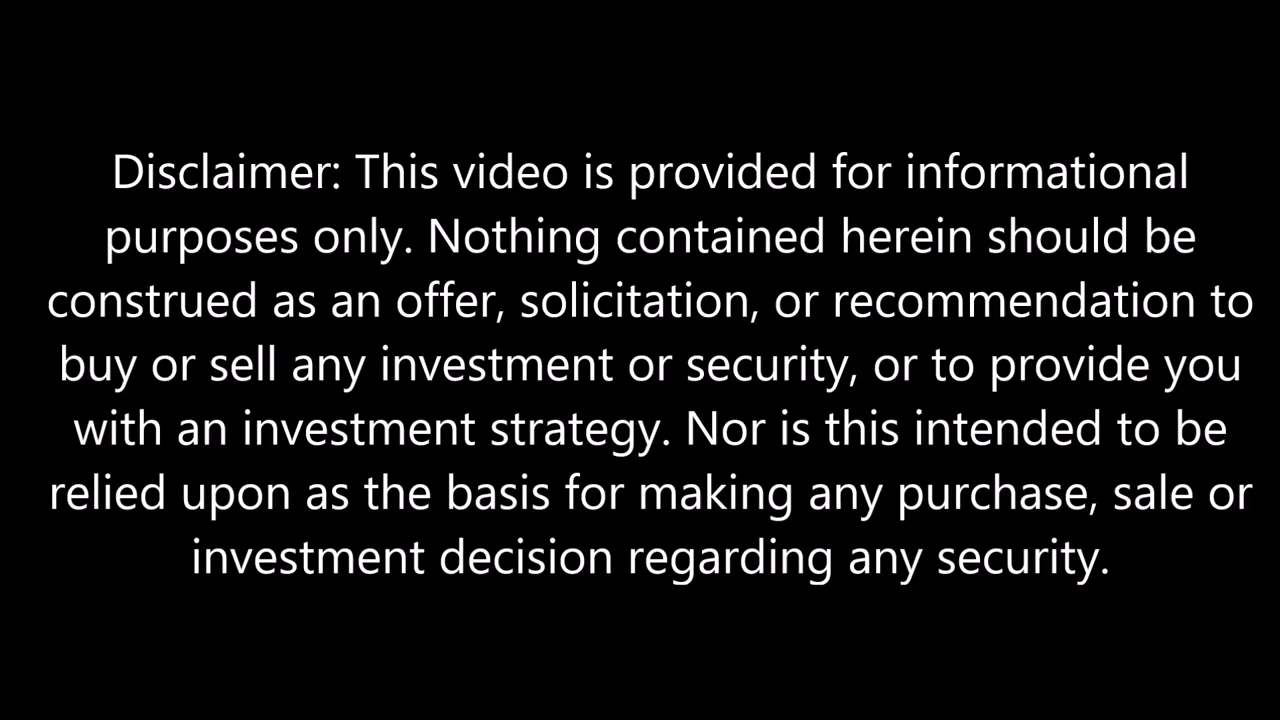 Disclaimer: This video is provided for informational
purposes only. Nothing contained herein should be
construed as an offer, solicitation, or recommendation to
buy or sell any investment or security, or to provide you
with an investment strategy. Nor is this intended to be
relied upon as the basis for making any purchase, sale or
investment decision regarding any security.